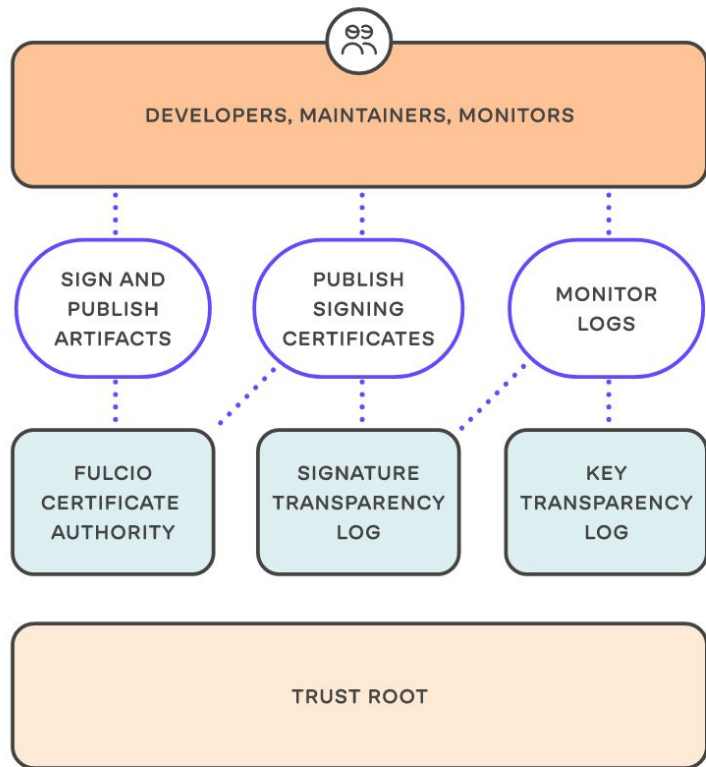 DEVELOPERS, MAINTAINERS, MONITORS
SIGN AND
PUBLISH
ARTIFACTS
PUBLISH
SIGNING
CERTIFICATES
MONITOR
LOGS
FULCIO
CERTIFICATE
AUTHORITY
SIGNATURE
TRANSPARENCY
LOG
KEY
TRANSPARENCY
LOG
TRUST ROOT